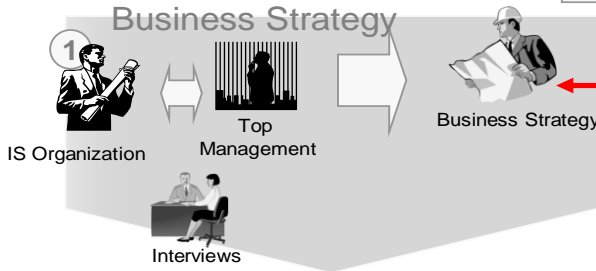 Business Strategy
1
IS Organization
Top
Management
Business Strategy
Interviews